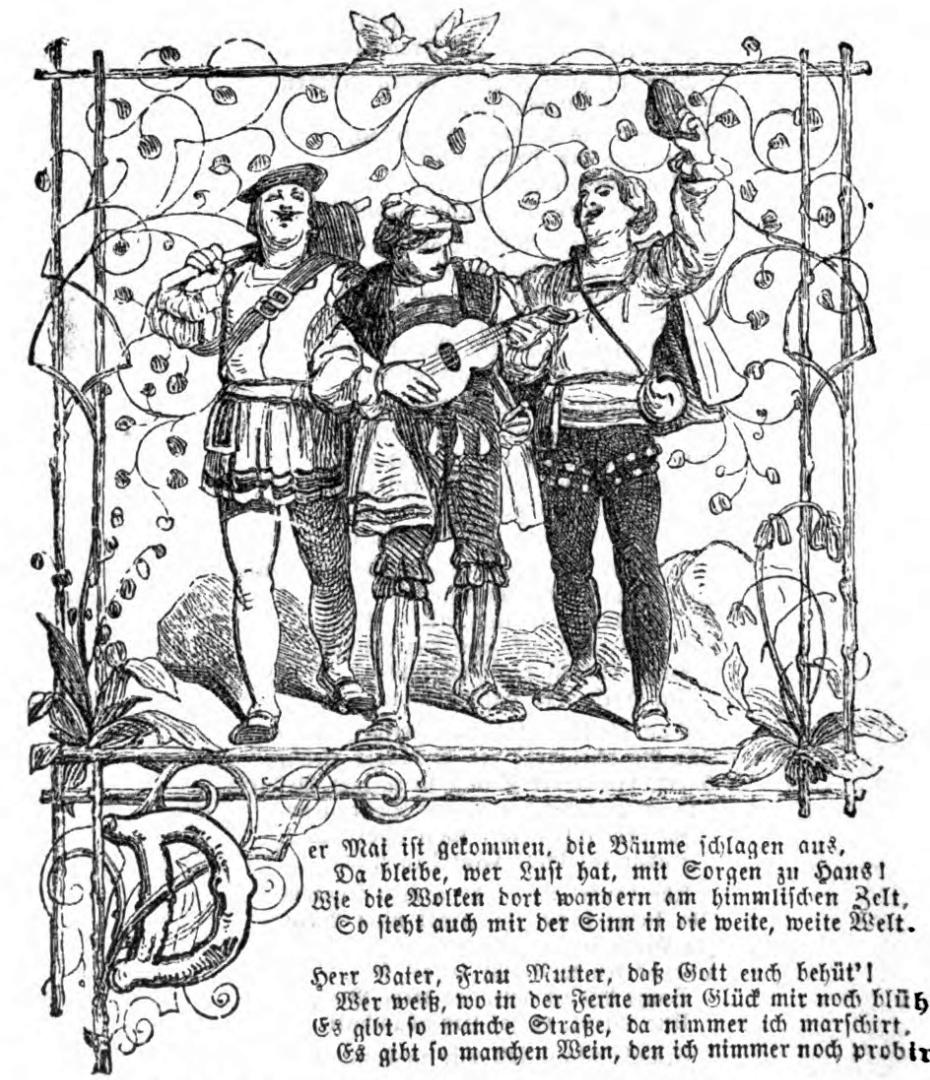 Der Mai ist gekommen, die Bäume schlagen aus,
Da bleibe, wer Lust hat, mit Sorgen zu Haus!
Wie die Wolken dort wandern am himmlischen Zelt,
So steht auch mir der Sinn in die weite, weite Welt.
Herr Vater, Frau Mutter, daß Gott euch behüt'!
Wer weiß, wo in der Ferne mein Glück mir noch blüh
Es gibt so manche Straße, da nimmer ich marschirt,
Es gibt so manchen Wein, den ich nimmer noch probir